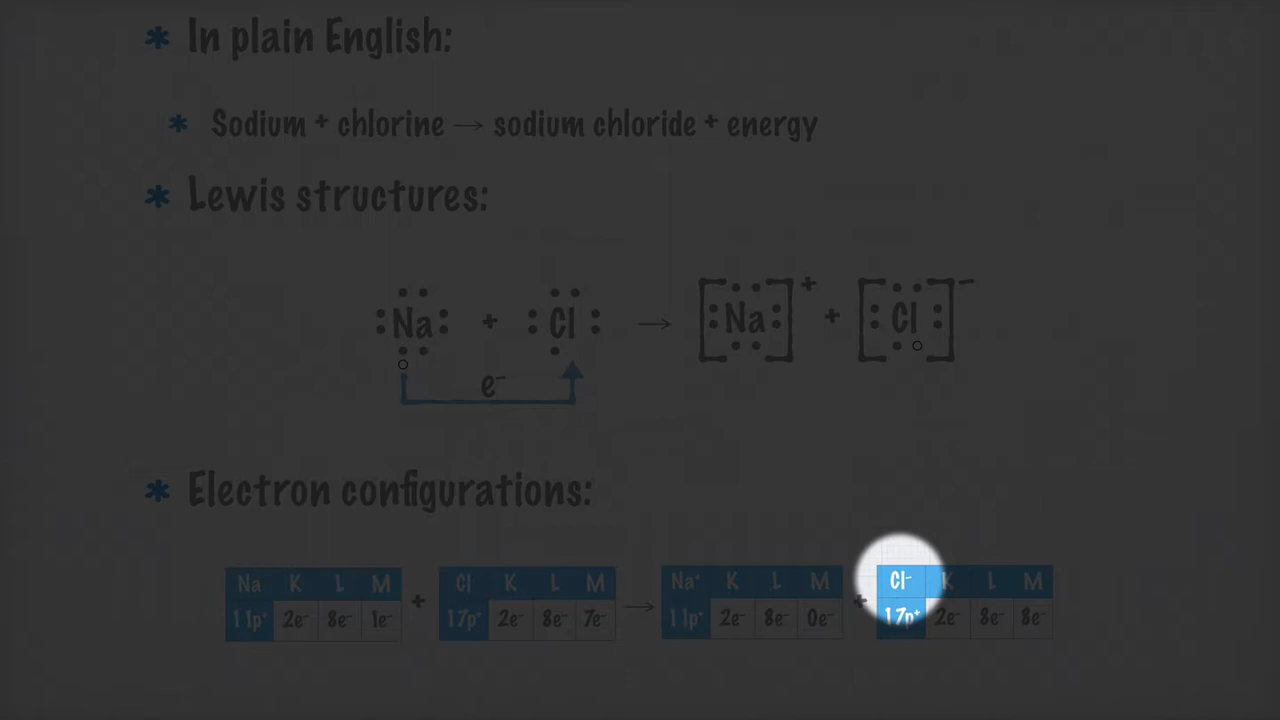 * In plain English:
* Sodium + chlorine → sodium chloride + energy
* Lewis structures:
Na + Cl → [Na]⁺ + [Cl]⁻
e⁻
* Electron configurations:
Na K L M + Cl K L M → Na⁺ K L M + Cl⁻ K L M
11p⁺ 2e⁻ 8e⁻ 1e⁻ 17p⁺ 2e⁻ 8e⁻ 7e⁻ 11p⁺ 2e⁻ 8e⁻ 0e⁻ 17p⁺ 2e⁻ 8e⁻ 8e⁻